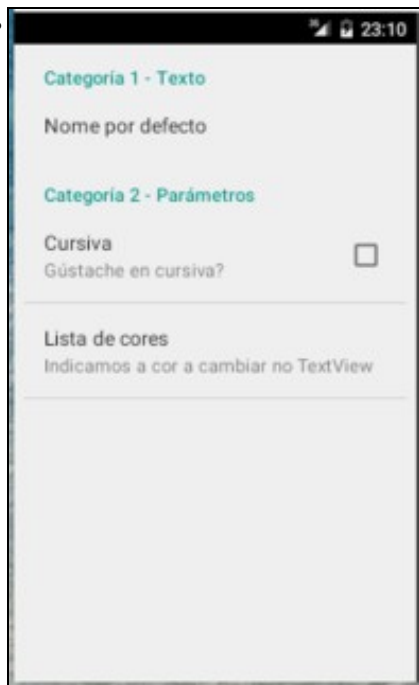 23:10
Categoría 1 - Texto
Nome por defecto
Categoría 2 - Parámetros
Cursiva
Gústache en cursiva?
Lista de cores
Indicamos a cor a cambiar no TextView